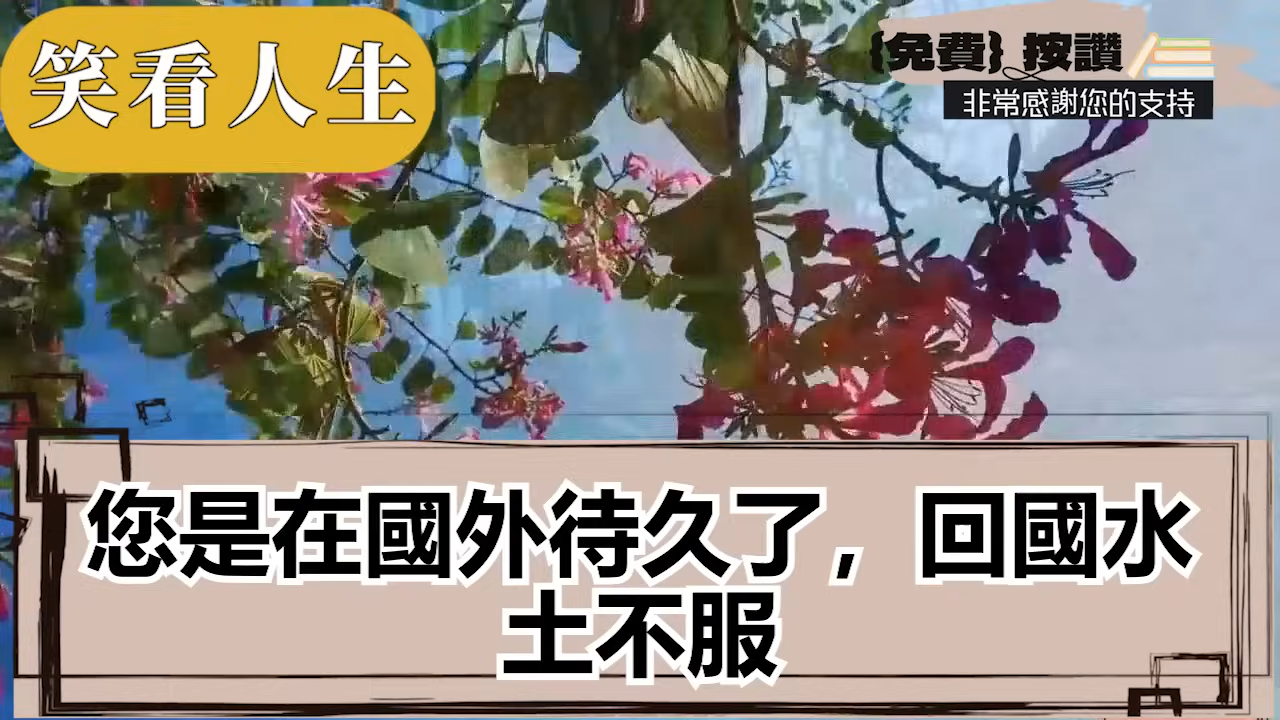 笑看人生
{免費} 按讚
非常感謝您的支持
您是在國外待久了，回國水
土不服